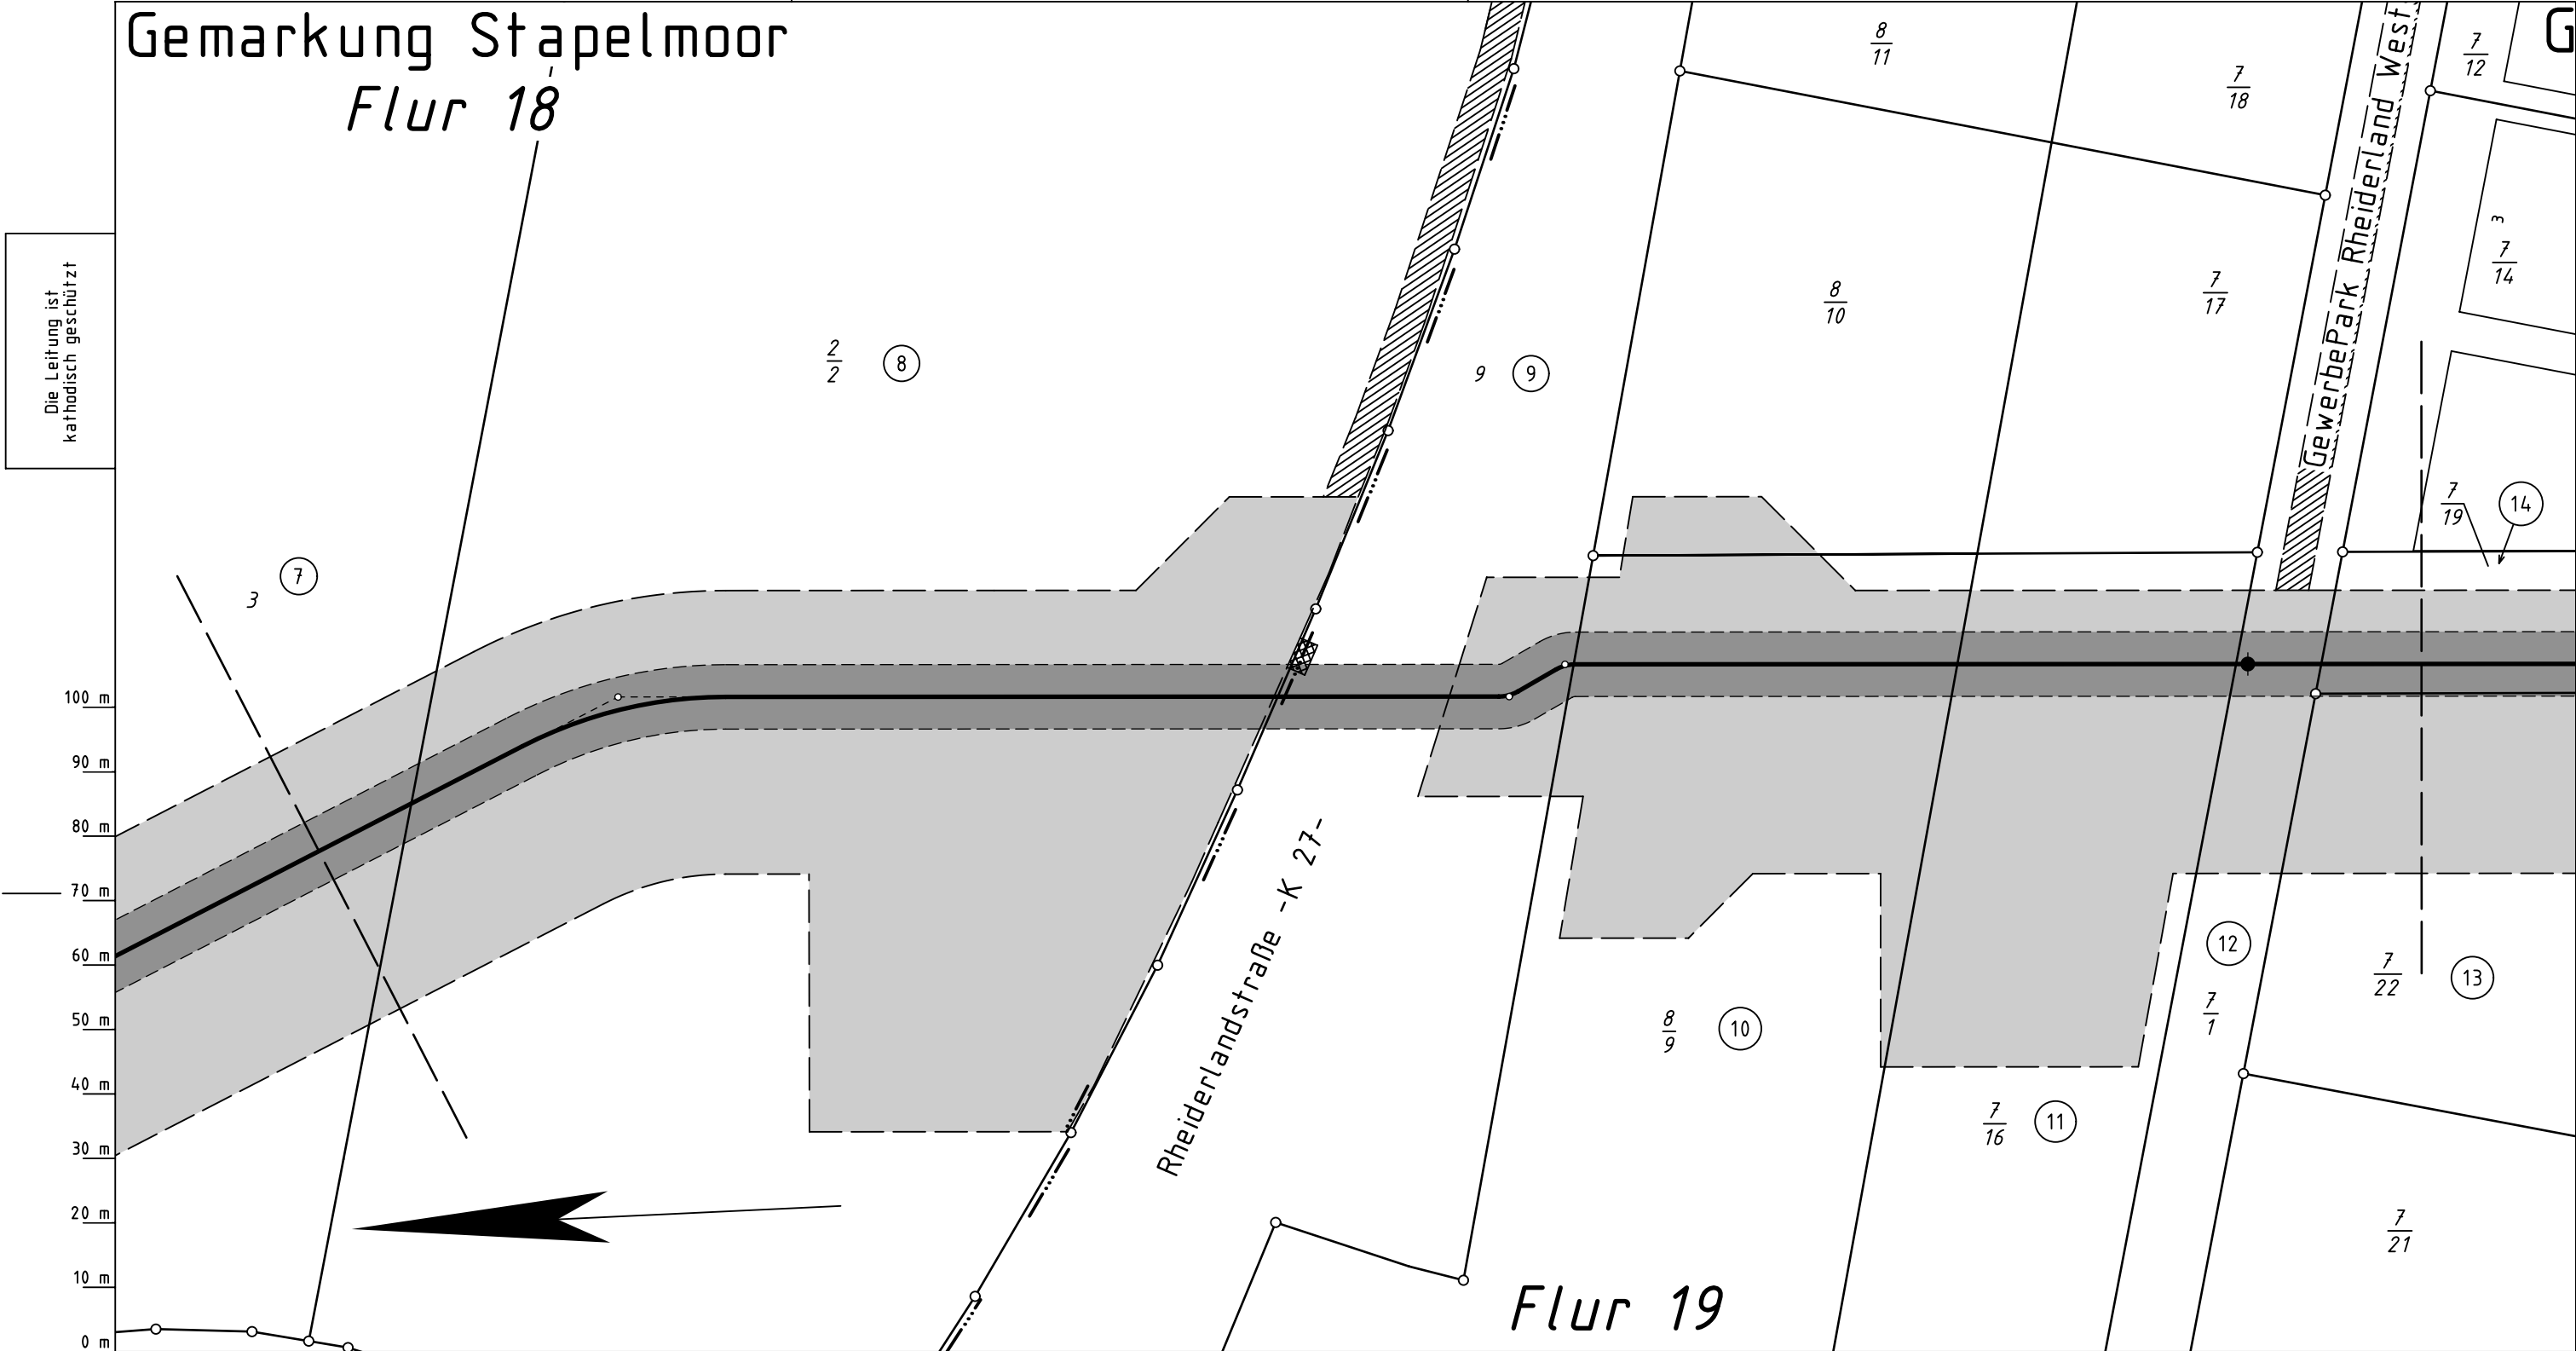 Gemarkung Stapelmoor
G
Flur 18
8
11
7
18
7
12
GewerbePark Rheiderland West
3
7
14
8
10
7
17
Die Leitung ist
kathodisch geschützt
2
2
8
9
9
7
19
14
3
7
100 m
90 m
80 m
70 m
60 m
50 m
40 m
30 m
20 m
10 m
0 m
Rheiderlandstraße -K 27-
8
9
10
12
7
1
7
22
13
7
16
11
7
21
Flur 19